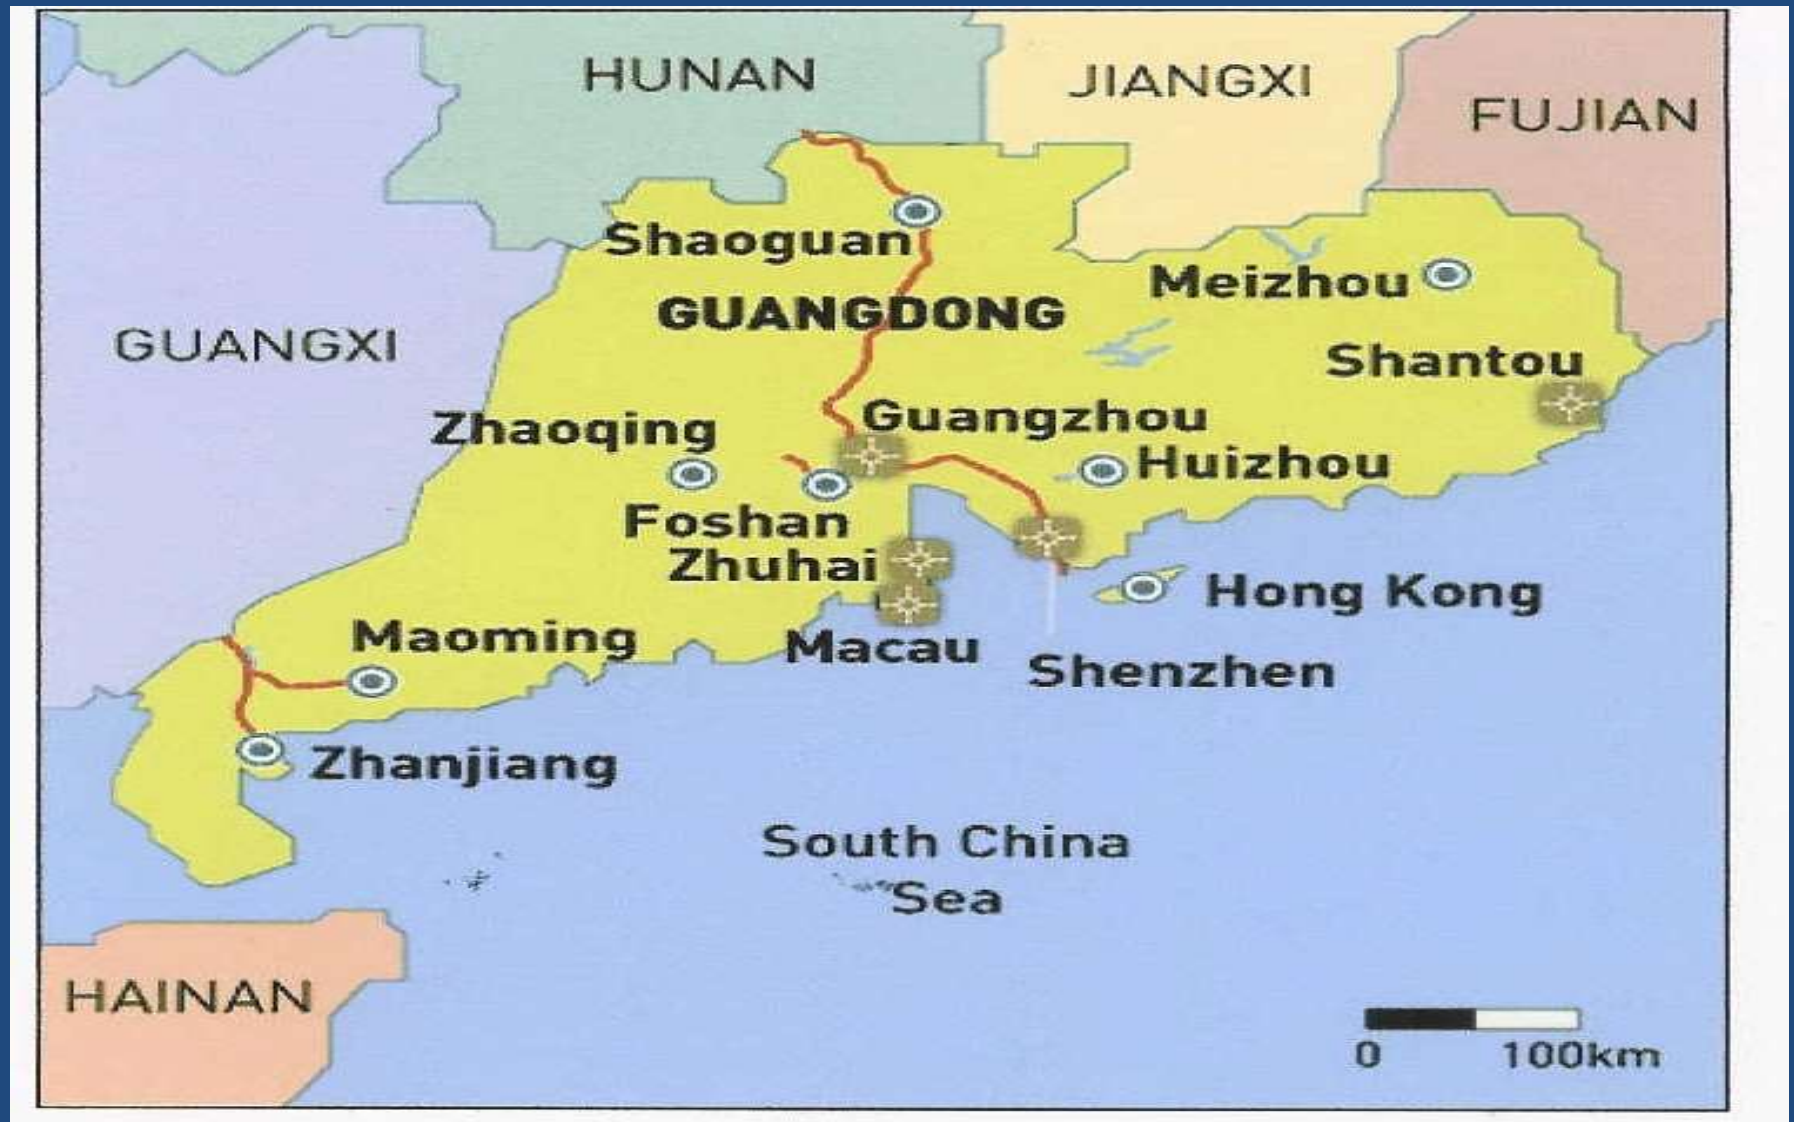 HUNAN
JIANGXI
FUJIAN
Shaoguan
GUANGDONG
Meizhou
GUANGXI
Shantou
Zhaoqing
Guangzhou
Huizhou
Foshan
Zhuhai
Hong Kong
Maoming
Macau
Shenzhen
Zhanjiang
South China
Sea
HAINAN
0 100km